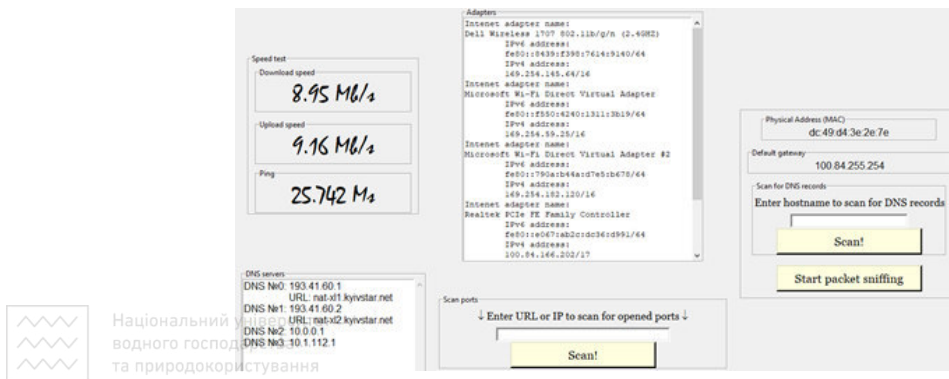 Speed test
Download speed
8.95 Mb/s
Upload speed
9.16 Mb/s
Ping
25.742 Ms
Adapters
Intenet adapter name:
Dell Wireless 1707 802.11b/g/n (2.4GHZ)
IPv6 address:
fe80::8439:f398:7614:9140/64
IPv4 address:
169.254.145.64/16
Intenet adapter name:
Microsoft Wi-Fi Direct Virtual Adapter
IPv6 address:
fe80::f550:4240:1311:3b19/64
IPv4 address:
169.254.59.25/16
Intenet adapter name:
Microsoft Wi-Fi Direct Virtual Adapter #2
IPv6 address:
fe80::790a:b44a:d7e5:b678/64
IPv4 address:
169.254.182.120/16
Intenet adapter name:
Realtek PCIe FE Family Controller
IPv6 address:
fe80::e067:ab2c:dc36:d991/64
IPv4 address:
100.84.166.202/17
Physical Address (MAC)
dc:49:d4:3e:2e:7e
Default gateway
100.84.255.254
Scan for DNS records
Enter hostname to scan for DNS records
Scan!
Start packet sniffing
DNS servers
DNS №0: 193.41.60.1
URL: nat-xl1.kyivstar.net
DNS №1: 193.41.60.2
URL: nat-xl2.kyivstar.net
DNS №2: 10.0.0.1
DNS №3: 10.1.112.1
Scan ports
↓ Enter URL or IP to scan for opened ports ↓
Scan!
Національний
водного
та природокористування